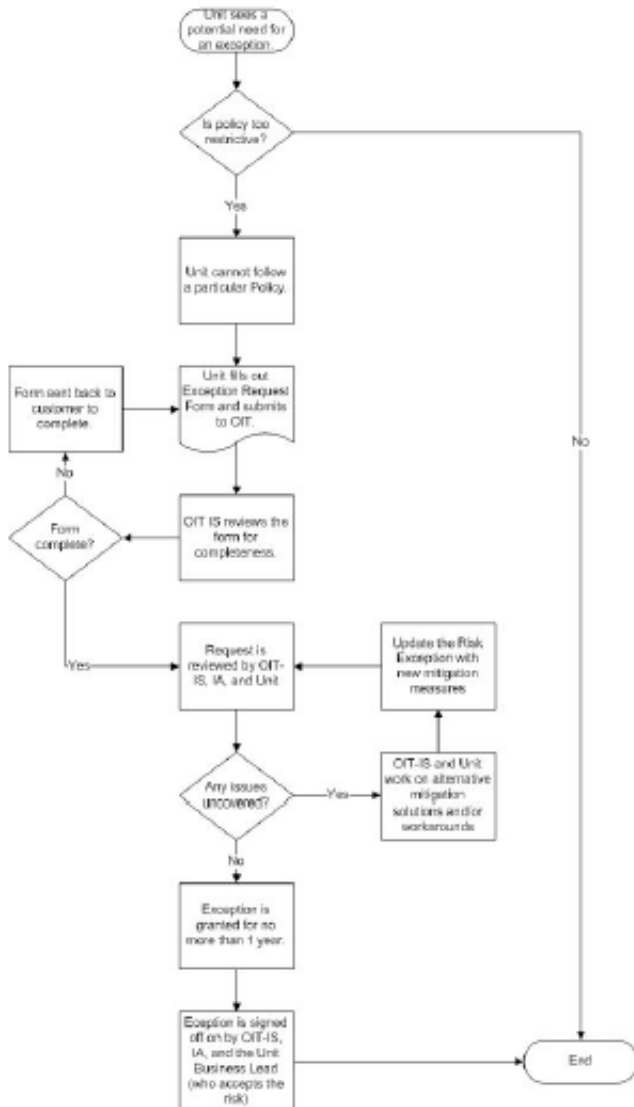 Unit sees a
potential need for
an exception.
Is policy too
restrictive?
Yes
Unit cannot follow
a particular Policy.
Form sent back to
customer to
complete.
Unit fills out
Exception Request
Form and submits
to OIT.
No
No
Form
complete?
OIT IS reviews the
form for
completeness.
Yes
Request is
reviewed by OIT-
IS, IA, and Unit
Update the Risk
Exception with
new mitigation
measures
Any issues
uncovered?
Yes
OIT-IS and Unit
work on alternative
mitigation
solutions and/or
workarounds
No
Exception is
granted for no
more than 1 year.
Eception is signed
off on by OIT-IS,
IA, and the Unit
Business Lead
(who accepts the
risk)
End